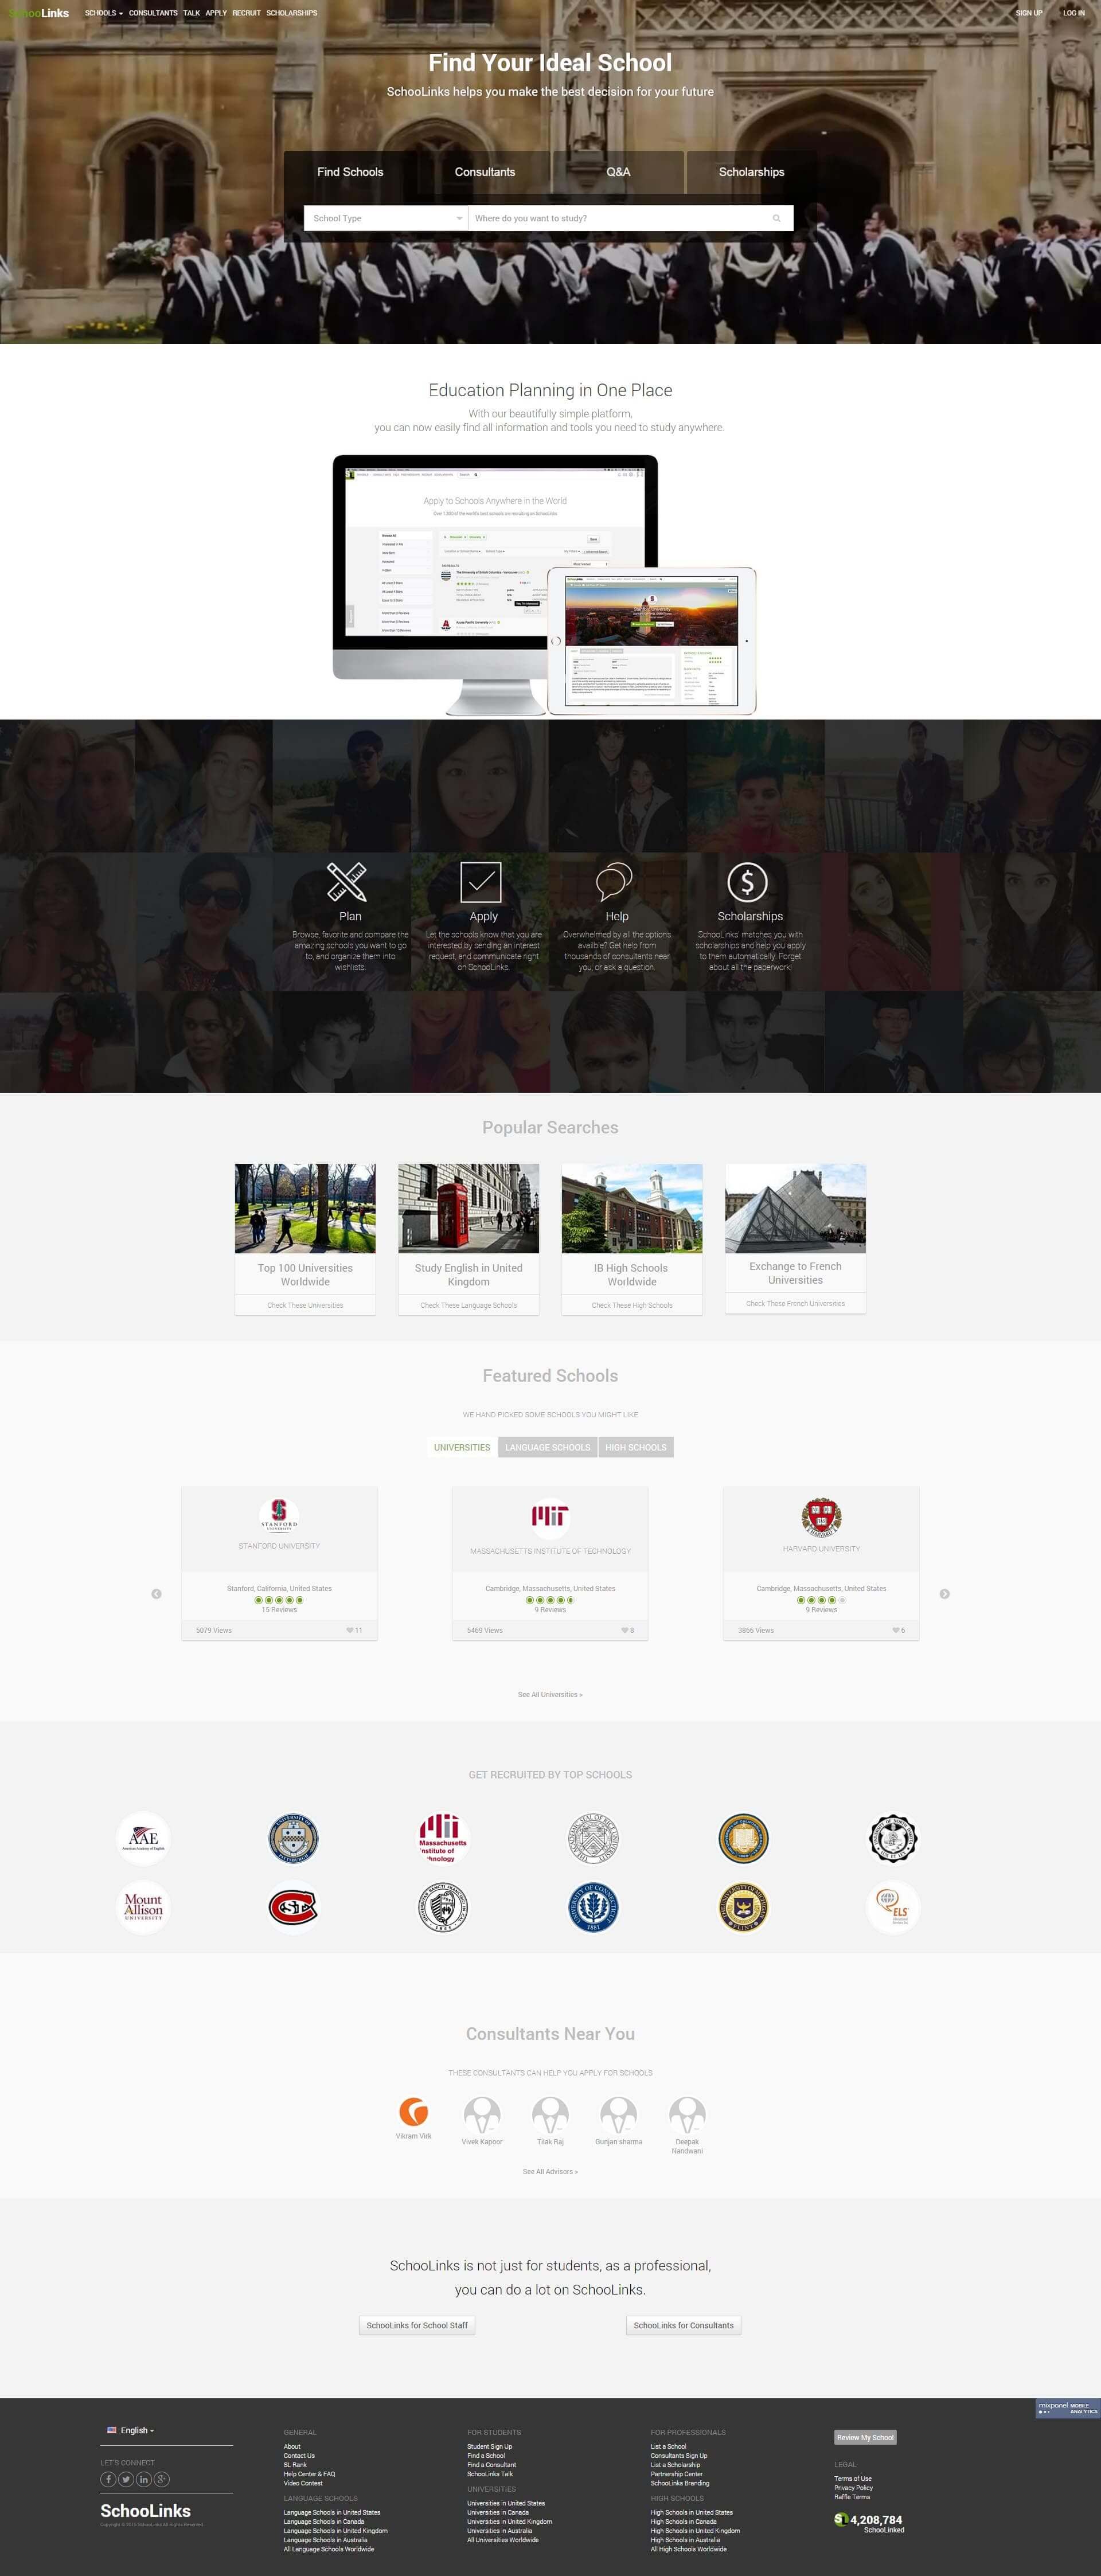 SchooLinks
SCHOOLS CONSULTANTS TALK APPLY RECRUIT SCHOLARSHIPS
SIGN UP LOG IN
Find Your Ideal School
SchooLinks helps you make the best decision for your future
Find Schools Consultants Q&A Scholarships
School Type Where do you want to study?
Education Planning in One Place
With our beautifully simple platform,
you can now easily find all information and tools you need to study anywhere.
Apply to Schools Anywhere in the World
Plan
Browse, favorite and compare the
amazing schools you want to go
to, and organize them into
wishlists.
Apply
Let the schools know that you are
interested by sending an interest
request, and communicate right
on SchooLinks.
Help
Overwhelmed by all the options
availble? Get help from
thousands of consultants near
you, or ask a question.
Scholarships
SchooLinks' matches you with
scholarships and help you apply
to them automatically. Forget
about all the paperwork!
Popular Searches
Top 100 Universities
Worldwide
Check These Universities
Study English in United
Kingdom
Check These Language Schools
IB High Schools
Worldwide
Check These High Schools
Exchange to French
Universities
Check These French Universities
Featured Schools
WE HAND PICKED SOME SCHOOLS YOU MIGHT LIKE
UNIVERSITIES LANGUAGE SCHOOLS HIGH SCHOOLS
STANFORD
UNIVERSITY
STANFORD UNIVERSITY
Stanford, California, United States
15 Reviews
5079 Views 11
MIT
MASSACHUSETTS INSTITUTE OF TECHNOLOGY
Cambridge, Massachusetts, United States
9 Reviews
5469 Views 8
HARVARD UNIVERSITY
Cambridge, Massachusetts, United States
9 Reviews
3866 Views 6
See All Universities >
GET RECRUITED BY TOP SCHOOLS
AAE
American Academy of English
Massachusetts
Institute of
Technology
Mount
Allison
UNIVERSITY
UNIVERSITY OF CONNECTICUT
1881
ELS
Consultants Near You
THESE CONSULTANTS CAN HELP YOU APPLY FOR SCHOOLS
Vikram Virk
Vivek Kapoor
Tilak Raj
Gunjan sharma
Deepak
Nandwani
See All Advisors >
SchooLinks is not just for students, as a professional,
you can do a lot on SchooLinks.
SchooLinks for School Staff SchooLinks for Consultants
mixpanel MOBILE
ANALYTICS
English
LET'S CONNECT
SchooLinks
Copyright © 2015 SchooLinks All Rights Reserved
GENERAL
About
Contact Us
SL Rank
Help Center & FAQ
Video Contest
LANGUAGE SCHOOLS
Language Schools in United States
Language Schools in Canada
Language Schools in United Kingdom
Language Schools in Australia
All Language Schools Worldwide
FOR STUDENTS
Student Sign Up
Find a School
Find a Consultant
SchooLinks Talk
UNIVERSITIES
Universities in United States
Universities in Canada
Universities in United Kingdom
Universities in Australia
All Universities Worldwide
FOR PROFESSIONALS
List a School
Consultants Sign Up
List a Scholarship
Partnership Center
SchooLinks Branding
HIGH SCHOOLS
High Schools in United States
High Schools in Canada
High Schools in United Kingdom
High Schools in Australia
All High Schools Worldwide
Review My School
LEGAL
Terms of Use
Privacy Policy
Raffle Terms
SL 4,208,784
SchooLinked